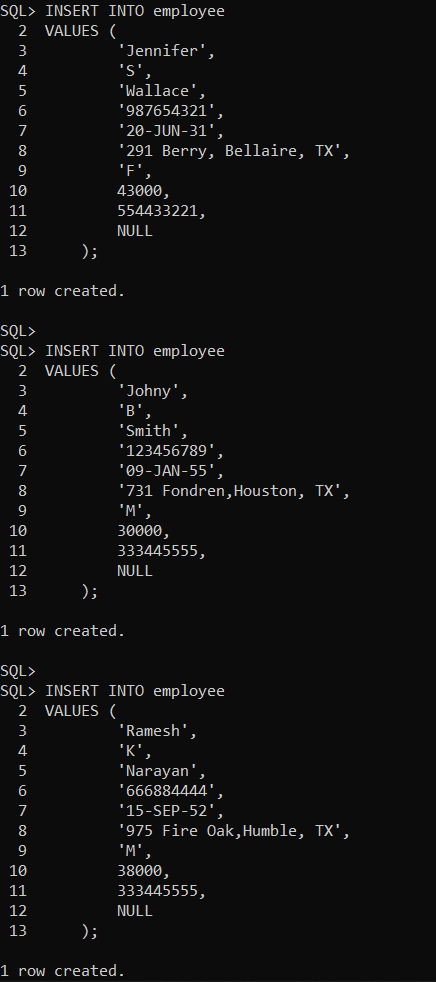 SQL> INSERT INTO employee
  2  VALUES (
  3          'Jennifer',
  4          'S',
  5          'Wallace',
  6          '987654321',
  7          '20-JUN-31',
  8          '291 Berry, Bellaire, TX',
  9          'F',
 10          43000,
 11          554433221,
 12          NULL
 13      );

1 row created.

SQL>
SQL> INSERT INTO employee
  2  VALUES (
  3          'Johny',
  4          'B',
  5          'Smith',
  6          '123456789',
  7          '09-JAN-55',
  8          '731 Fondren,Houston, TX',
  9          'M',
 10          30000,
 11          333445555,
 12          NULL
 13      );

1 row created.

SQL>
SQL> INSERT INTO employee
  2  VALUES (
  3          'Ramesh',
  4          'K',
  5          'Narayan',
  6          '666884444',
  7          '15-SEP-52',
  8          '975 Fire Oak,Humble, TX',
  9          'M',
 10          38000,
 11          333445555,
 12          NULL
 13      );

1 row created.